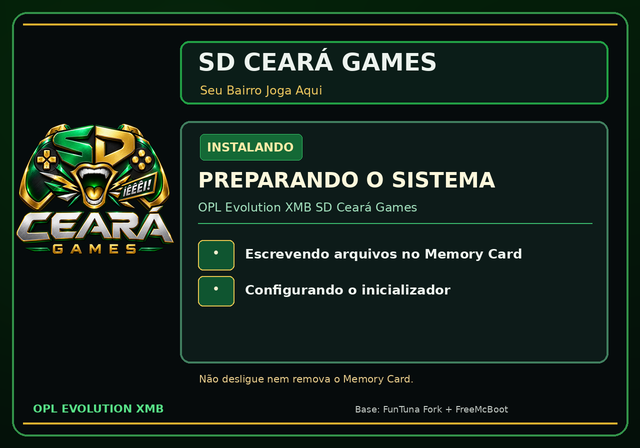 SD CEARÁ GAMES
Seu Bairro Joga Aqui
SD
IÊÊÊI!
CEARÁ
GAMES
INSTALANDO
PREPARANDO O SISTEMA
OPL Evolution XMB SD Ceará Games
Escrevendo arquivos no Memory Card
Configurando o inicializador
Não desligue nem remova o Memory Card.
OPL EVOLUTION XMB
Base: FunTuna Fork + FreeMcBoot